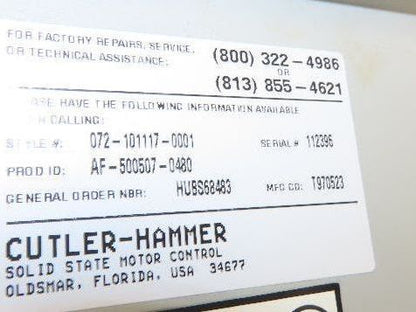 FOR FACTORY REPAIRS, SERVICE,
OR TECHNICAL ASSISTANCE:
(800) 322-4986
OR
(813) 855-4621
HAVE THE FOLLOWING INFORMATION AVAILABLE
CALLING:
STYLE #: 072-101117-0001 SERIAL # 112396
PROD ID: AF-500507-0480
GENERAL ORDER NBR: HUBS68483 MFG CD: T970523
CUTLER-HAMMER
SOLID STATE MOTOR CONTROL
OLDSMAR, FLORIDA, USA 34677